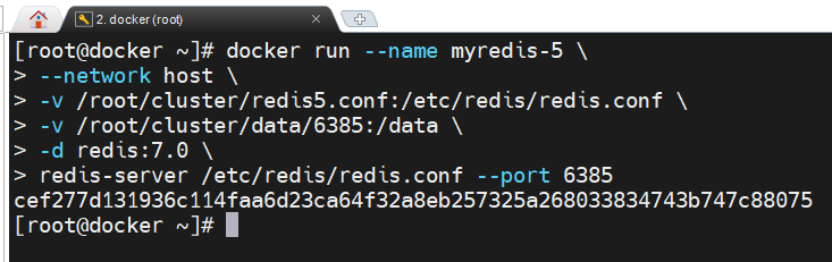 2. docker (root)
[root@docker ~]# docker run --name myredis-5 \
> --network host \
> -v /root/cluster/redis5.conf:/etc/redis/redis.conf \
> -v /root/cluster/data/6385:/data \
> -d redis:7.0 \
> redis-server /etc/redis/redis.conf --port 6385
cef277d131936c114faa6d23ca64f32a8eb257325a268033834743b747c88075
[root@docker ~]#